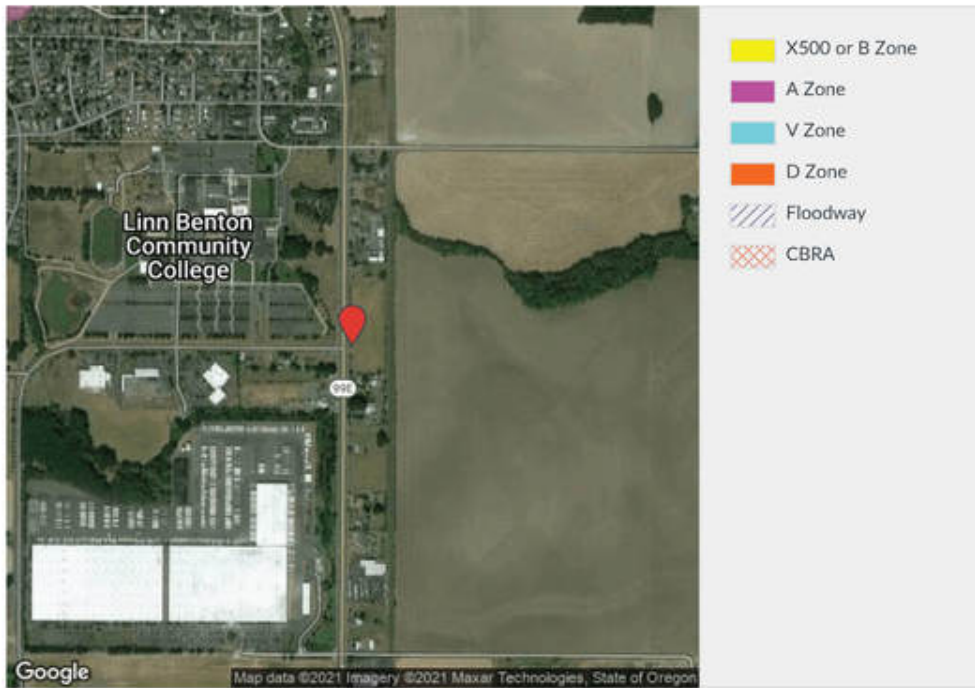 X500 or B Zone
A Zone
V Zone
D Zone
Floodway
CBRA
Linn Benton
Community
College
99E
Google
Map data ©2021 Imagery ©2021 Maxar Technologies, State of Oregon